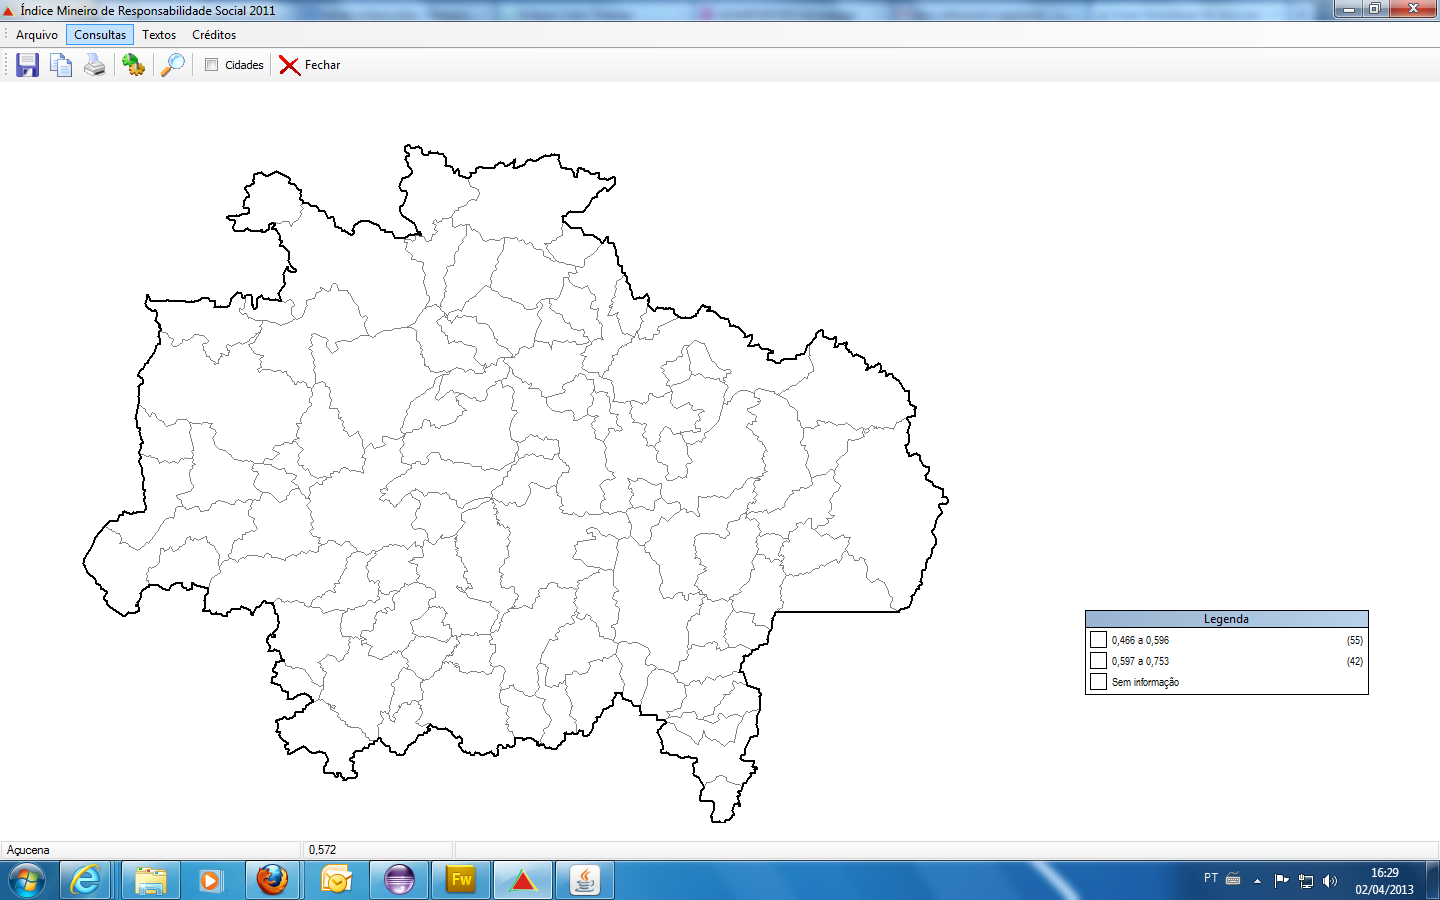 Índice Mineiro de Responsabilidade Social 2011
Arquivo Consultas Textos Créditos
Cidades Fechar
Legenda
0,466 a 0,596 (55)
0,597 a 0,753 (42)
Sem informação
Açucena 0,572
Fw
PT
16:29
02/04/2013